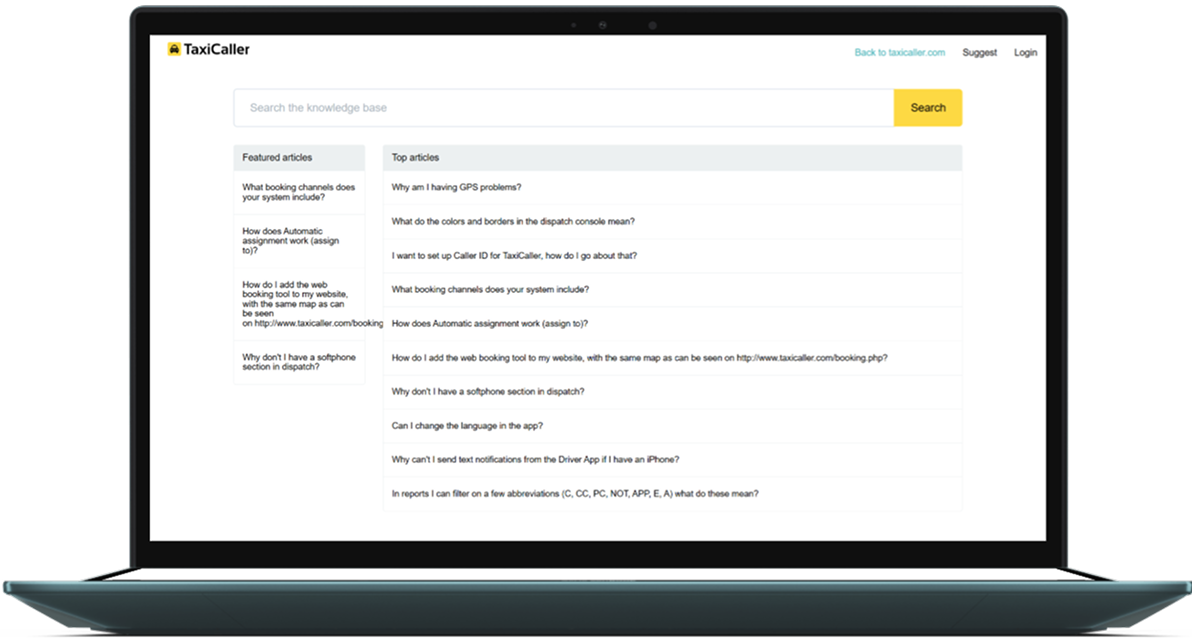 TaxiCaller
Back to taxicaller.com Suggest Login
Search the knowledge base
Search
Featured articles
What booking channels does
your system include?
How does Automatic
assignment work (assign
to)?
How do I add the web
booking tool to my website,
with the same map as can
be seen
on http://www.taxicaller.com/booking
Why don't I have a softphone
section in dispatch?
Top articles
Why am I having GPS problems?
What do the colors and borders in the dispatch console mean?
I want to set up Caller ID for TaxiCaller, how do I go about that?
What booking channels does your system include?
How does Automatic assignment work (assign to)?
How do I add the web booking tool to my website, with the same map as can be seen on http://www.taxicaller.com/booking.php?
Why don't I have a softphone section in dispatch?
Can I change the language in the app?
Why can't I send text notifications from the Driver App if I have an iPhone?
In reports I can filter on a few abbreviations (C, CC, PC, NOT, APP, E, A) what do these mean?